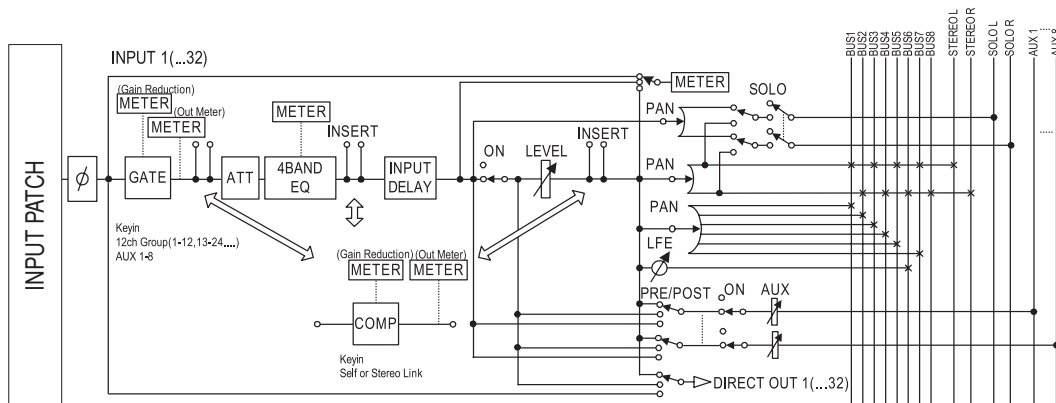 INPUT PATCH
INPUT 1(...32)
ϕ
(Gain Reduction)
METER
(Out Meter)
METER
METER
INSERT
GATE
ATT
4BAND
EQ
INPUT
DELAY
ON
LEVEL
INSERT
METER
PAN
SOLO
PAN
PAN
LFE
Keyin
12ch Group(1-12,13-24....)
AUX 1-8
(Gain Reduction)
(Out Meter)
METER
METER
COMP
Keyin
Self or Stereo Link
PRE/POST
ON
AUX
DIRECT OUT 1(...32)
BUS1
BUS2
BUS3
BUS4
BUS5
BUS6
BUS7
BUS8
STEREO L
STEREO R
SOLO L
SOLO R
AUX 1
AUX 8